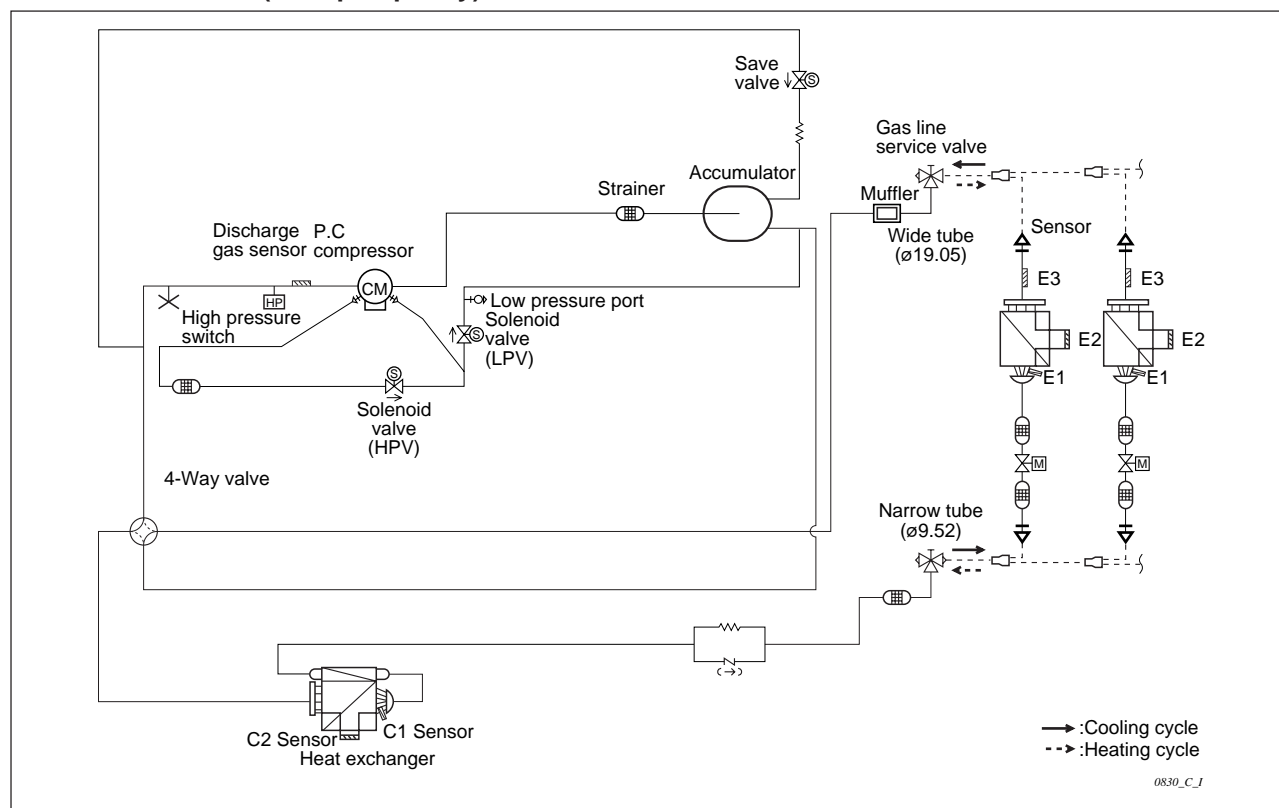 Save
valve
S
Gas line
service valve
Accumulator
Strainer
Muffler
Wide tube
(ø19.05)
Sensor
Discharge
gas sensor
P.C
compressor
CM
HP
High pressure
switch
Low pressure port
Solenoid
valve
(LPV)
S
S
Solenoid
valve
(HPV)
E3
E3
E2
E2
E1
E1
M
M
4-Way valve
Narrow tube
(ø9.52)
C2 Sensor
C1 Sensor
Heat exchanger
:Cooling cycle
:Heating cycle
0830_C_I